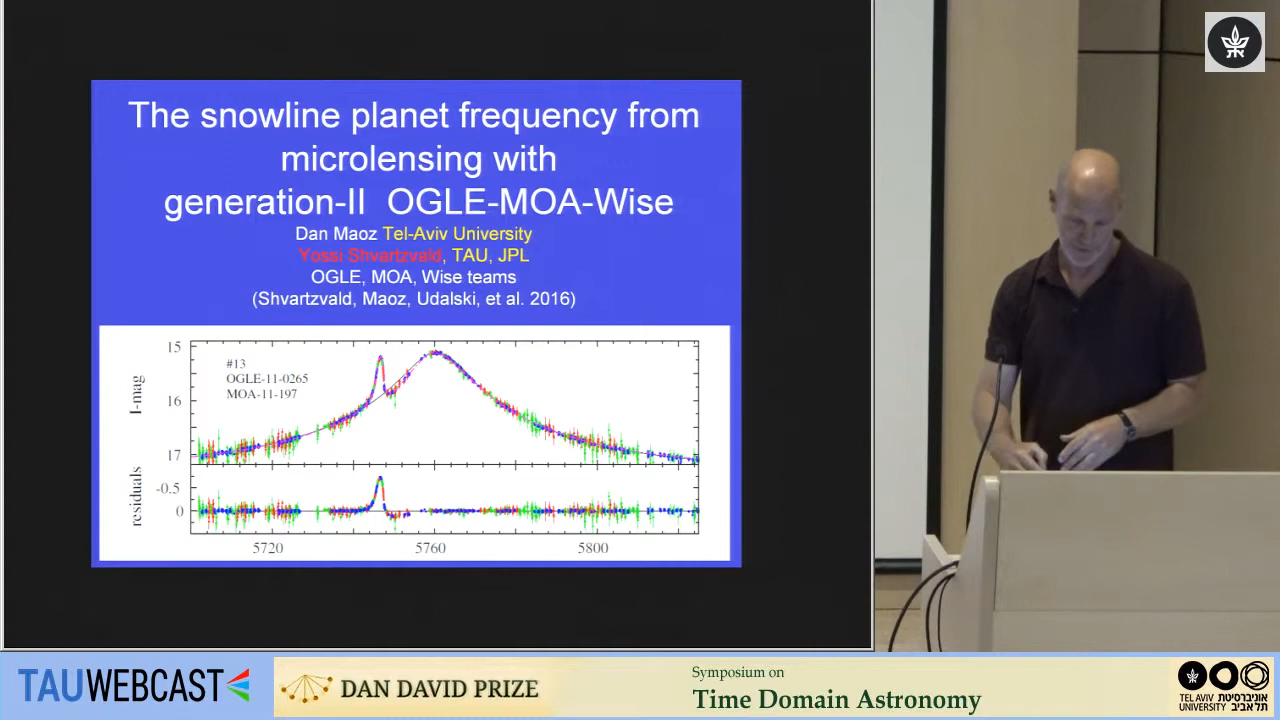 The snowline planet frequency from
microlensing with
generation-II OGLE-MOA-Wise
Dan Maoz Tel-Aviv University
Yossi Shvartzvald, TAU, JPL
OGLE, MOA, Wise teams
(Shvartzvald, Maoz, Udalski, et al. 2016)
15
#13
OGLE-11-0265
MOA-11-197
I-mag
16
17
residuals
-0.5
0
5720 5760 5800
TAUWEBCAST
DAN DAVID PRIZE
Symposium on
Time Domain Astronomy
TEL AVIV אוניברסיטת
UNIVERSITY תל אביב